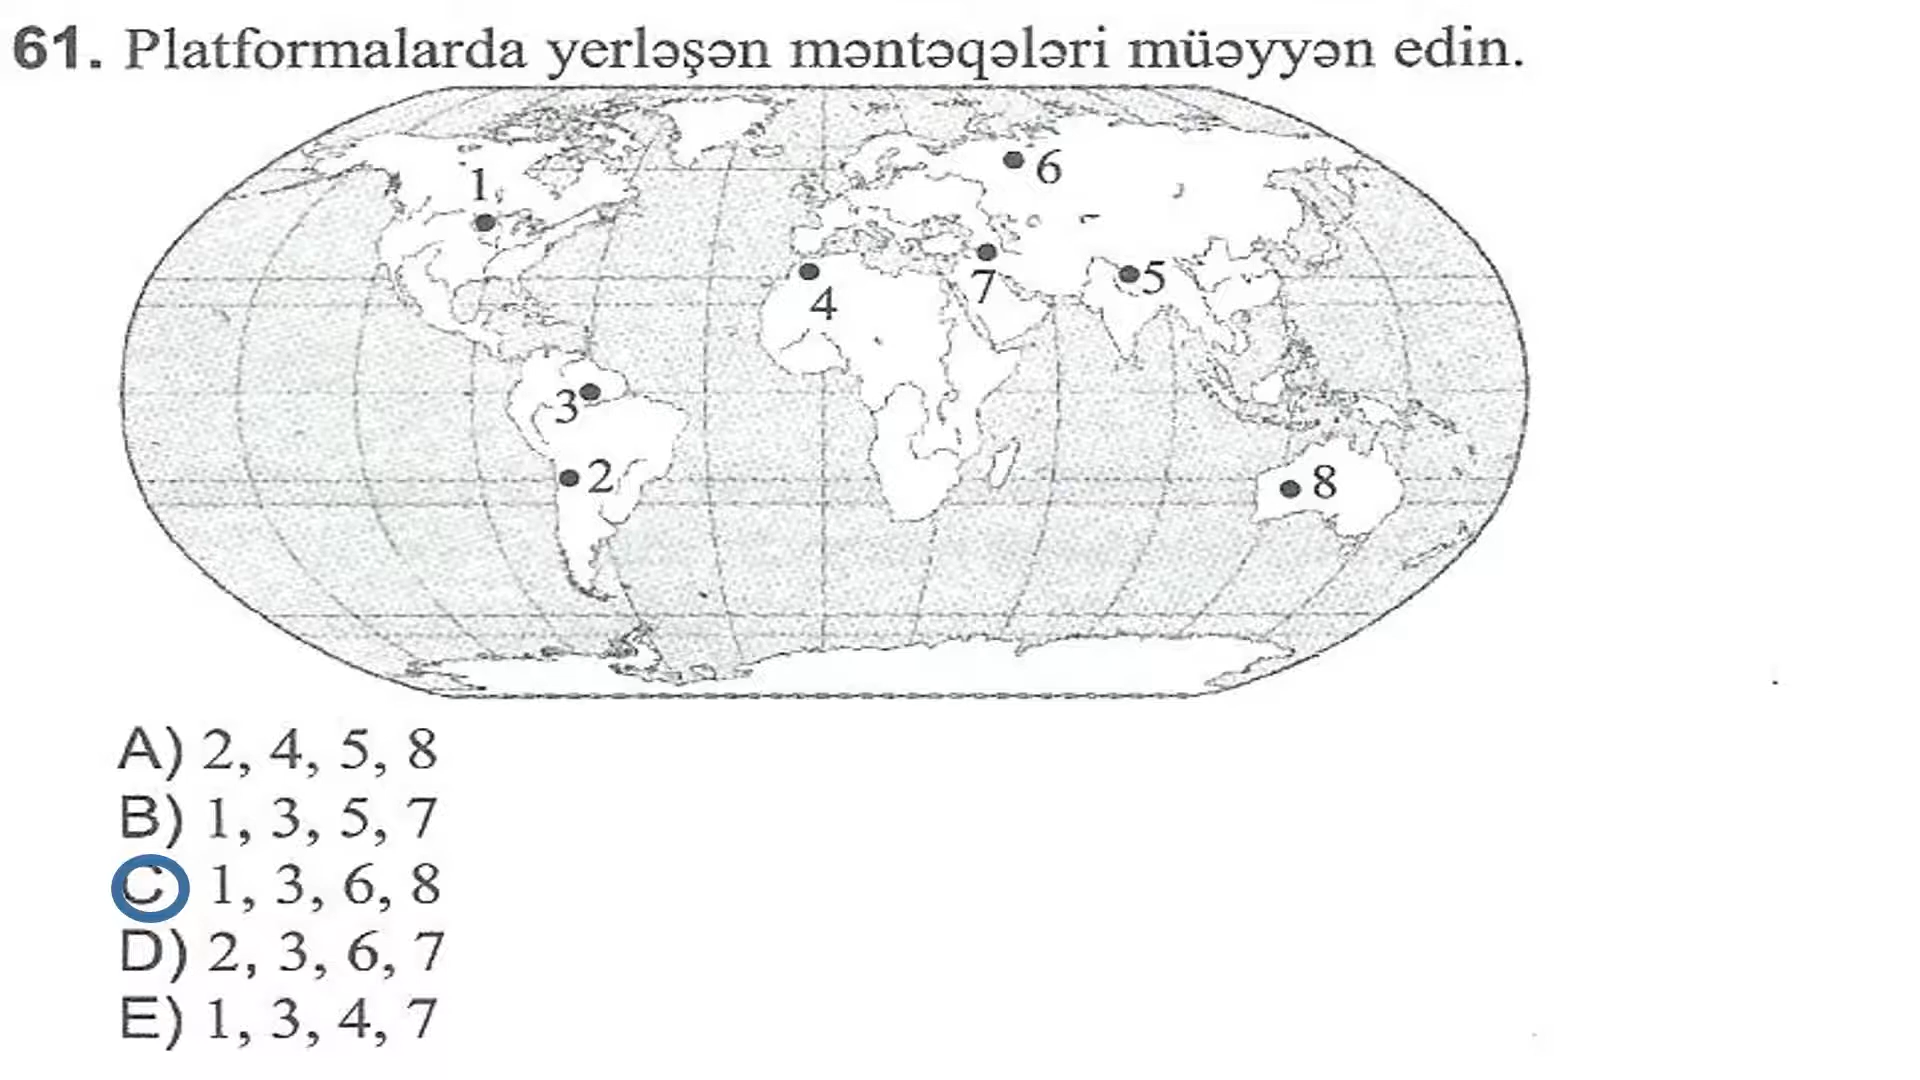 61. Platformalarda yerləşən məntəqələri müəyyən edin.
1
6
7
5
4
3
2
8
A) 2, 4, 5, 8
B) 1, 3, 5, 7
C 1, 3, 6, 8
D) 2, 3, 6, 7
E) 1, 3, 4, 7